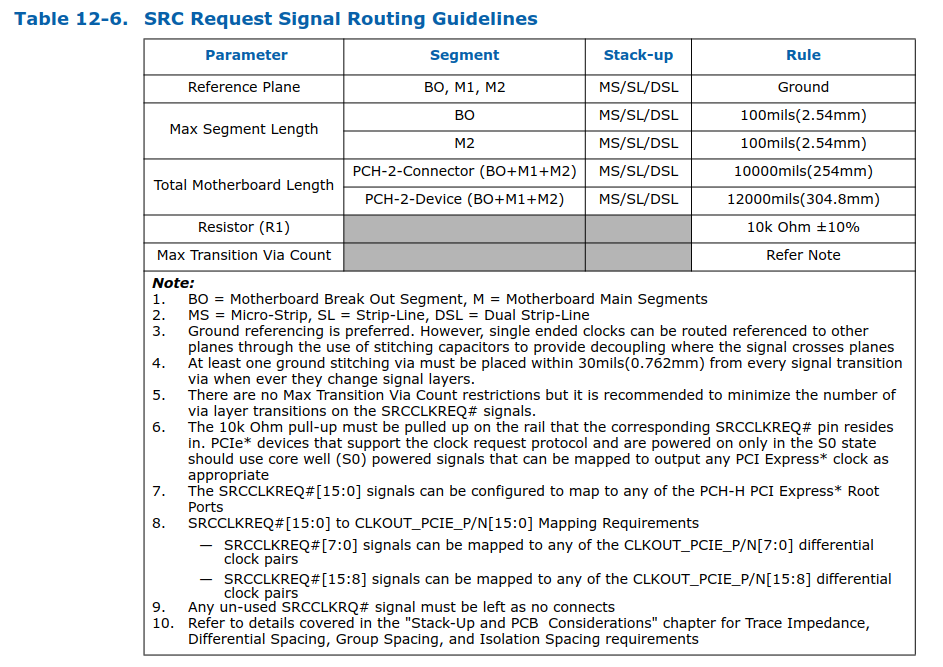 Table 12-6. SRC Request Signal Routing Guidelines
Parameter Segment Stack-up Rule
Reference Plane BO, M1, M2 MS/SL/DSL Ground
Max Segment Length BO MS/SL/DSL 100mils(2.54mm)
M2 MS/SL/DSL 100mils(2.54mm)
Total Motherboard Length PCH-2-Connector (BO+M1+M2) MS/SL/DSL 10000mils(254mm)
PCH-2-Device (BO+M1+M2) MS/SL/DSL 12000mils(304.8mm)
Resistor (R1) 10k Ohm ±10%
Max Transition Via Count Refer Note
Note:
1. BO = Motherboard Break Out Segment, M = Motherboard Main Segments
2. MS = Micro-Strip, SL = Strip-Line, DSL = Dual Strip-Line
3. Ground referencing is preferred. However, single ended clocks can be routed referenced to other
planes through the use of stitching capacitors to provide decoupling where the signal crosses planes
4. At least one ground stitching via must be placed within 30mils(0.762mm) from every signal transition
via when ever they change signal layers.
5. There are no Max Transition Via Count restrictions but it is recommended to minimize the number of
via layer transitions on the SRCCLKREQ# signals.
6. The 10k Ohm pull-up must be pulled up on the rail that the corresponding SRCCLKREQ# pin resides
in. PCIe* devices that support the clock request protocol and are powered on only in the S0 state
should use core well (S0) powered signals that can be mapped to output any PCI Express* clock as
appropriate
7. The SRCCLKREQ#[15:0] signals can be configured to map to any of the PCH-H PCI Express* Root
Ports
8. SRCCLKREQ#[15:0] to CLKOUT_PCIE_P/N[15:0] Mapping Requirements
— SRCCLKREQ#[7:0] signals can be mapped to any of the CLKOUT_PCIE_P/N[7:0] differential
clock pairs
— SRCCLKREQ#[15:8] signals can be mapped to any of the CLKOUT_PCIE_P/N[15:8] differential
clock pairs
9. Any un-used SRCCLKRQ# signal must be left as no connects
10. Refer to details covered in the "Stack-Up and PCB Considerations" chapter for Trace Impedance,
Differential Spacing, Group Spacing, and Isolation Spacing requirements